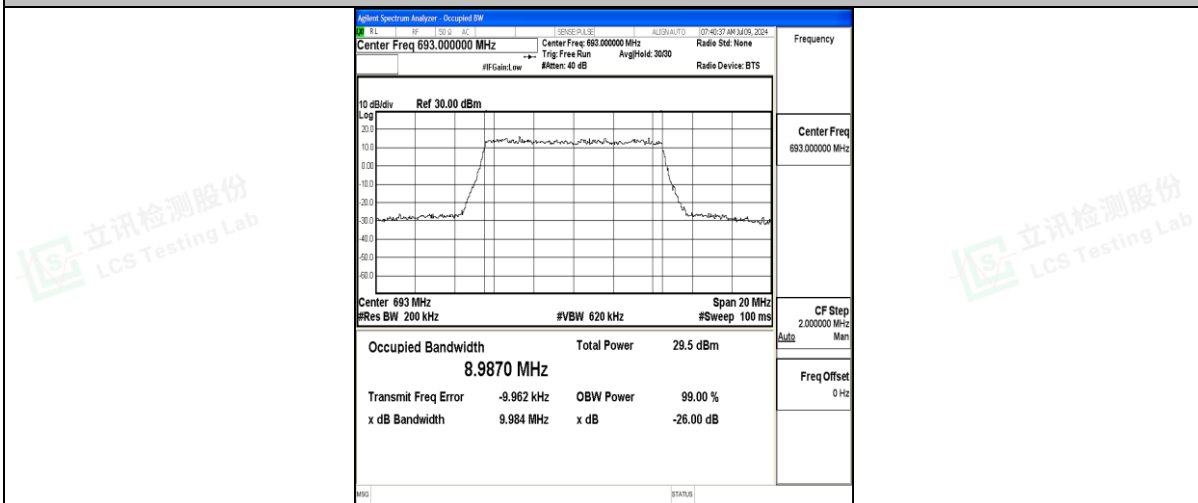 Agilent Spectrum Analyzer - Occupied BW
RL RF 50 Ω AC SENSE:PULSE ALIGN AUTO 07:40:37 AM Jul 09, 2024
Center Freq 693.000000 MHz
Center Freq: 693.000000 MHz
Radio Std: None
Trig: Free Run Avg|Hold: 30/30
#IFGain:Low #Atten: 40 dB Radio Device: BTS
Frequency
10 dB/div Ref 30.00 dBm
Log
20.0
10.0
0.00
-10.0
-20.0
-30.0
-40.0
-50.0
-60.0
Center 693 MHz Span 20 MHz
#Res BW 200 kHz #VBW 620 kHz #Sweep 100 ms
Center Freq
693.000000 MHz
CF Step
2.000000 MHz
Auto Man
Freq Offset
0 Hz
Occupied Bandwidth Total Power 29.5 dBm
8.9870 MHz
Transmit Freq Error -9.962 kHz OBW Power 99.00 %
x dB Bandwidth 9.984 MHz x dB -26.00 dB
MSG STATUS
立讯检测股份
LCS Testing Lab
立讯检测股份
LCS Testing Lab